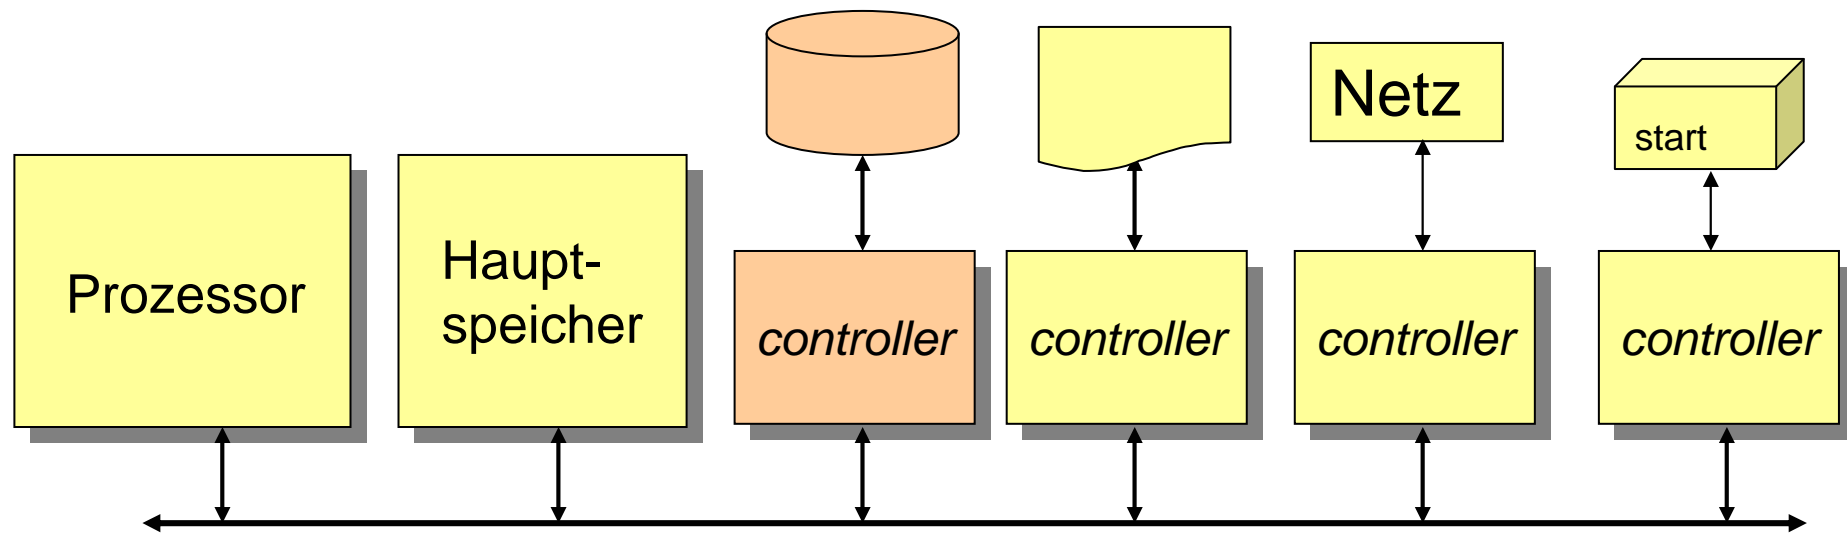 Prozessor
Haupt-
speicher
controller
controller
Netz
controller
start
controller